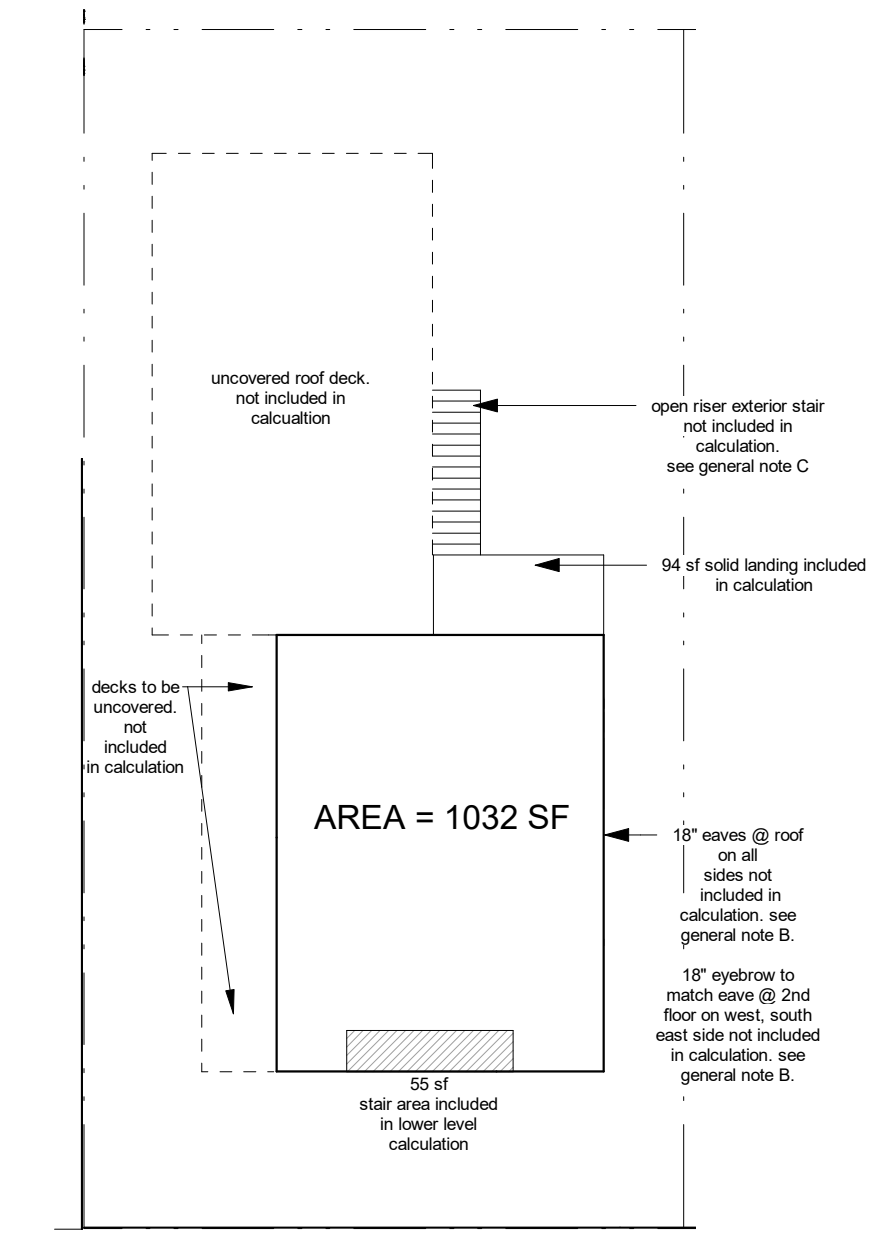 uncovered roof deck.
not included in
calcualtion
open riser exterior stair
not included in
calculation.
see general note C
94 sf solid landing included
in calculation
decks to be
uncovered.
not
included
in calculation
AREA = 1032 SF
18" eaves @ roof
on all
sides not
included in
calculation. see
general note B.
18" eyebrow to
match eave @ 2nd
floor on west, south
east side not included
in calculation. see
general note B.
55 sf
stair area included
in lower level
calculation